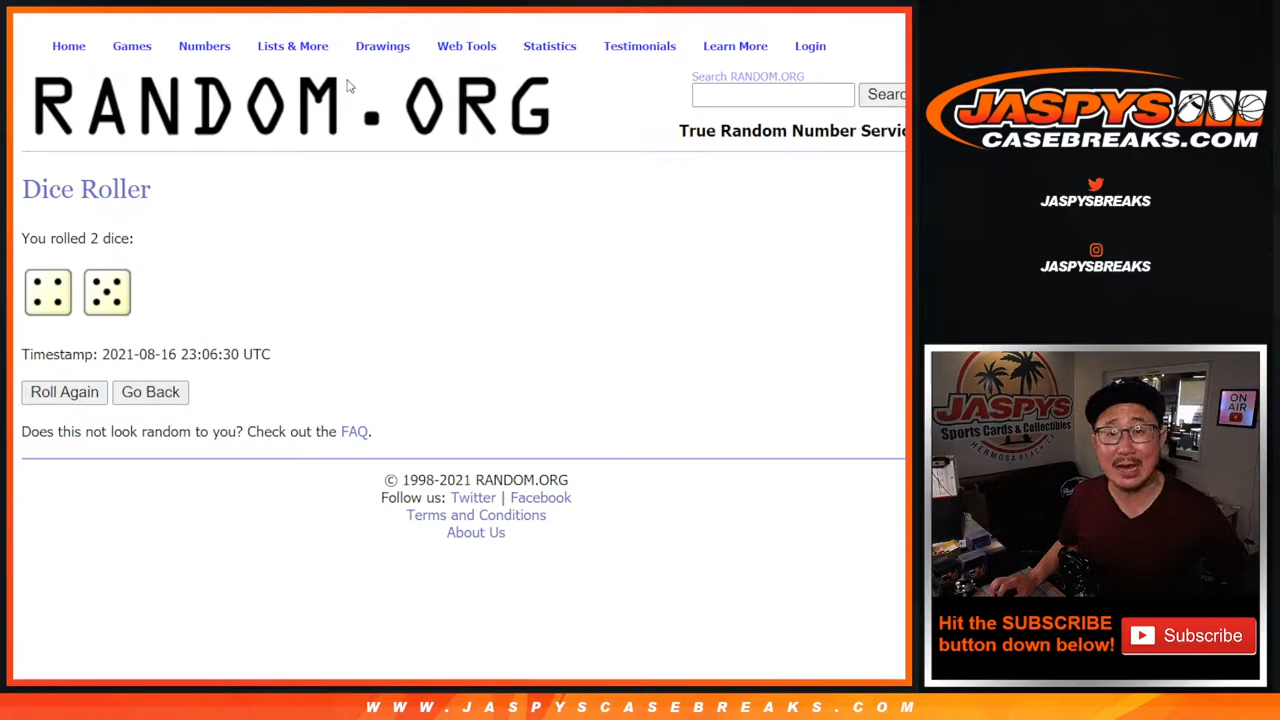 Home Games Numbers Lists & More Drawings Web Tools Statistics Testimonials Learn More Login
RANDOM.ORG
Search RANDOM.ORG
Searc
True Random Number Servic
Dice Roller
You rolled 2 dice:
Timestamp: 2021-08-16 23:06:30 UTC
Roll Again Go Back
Does this not look random to you? Check out the FAQ.
© 1998-2021 RANDOM.ORG
Follow us: Twitter | Facebook
Terms and Conditions
About Us
JASPYS
CASEBREAKS.COM
JASPYSBREAKS
JASPYSBREAKS
JASPYS
Sports Cards & Collectibles
HERMOSA BEACH, CA
ON
AIR
Hit the SUBSCRIBE
button down below!
Subscribe
WWW.JASPYSCASEBREAKS.COM